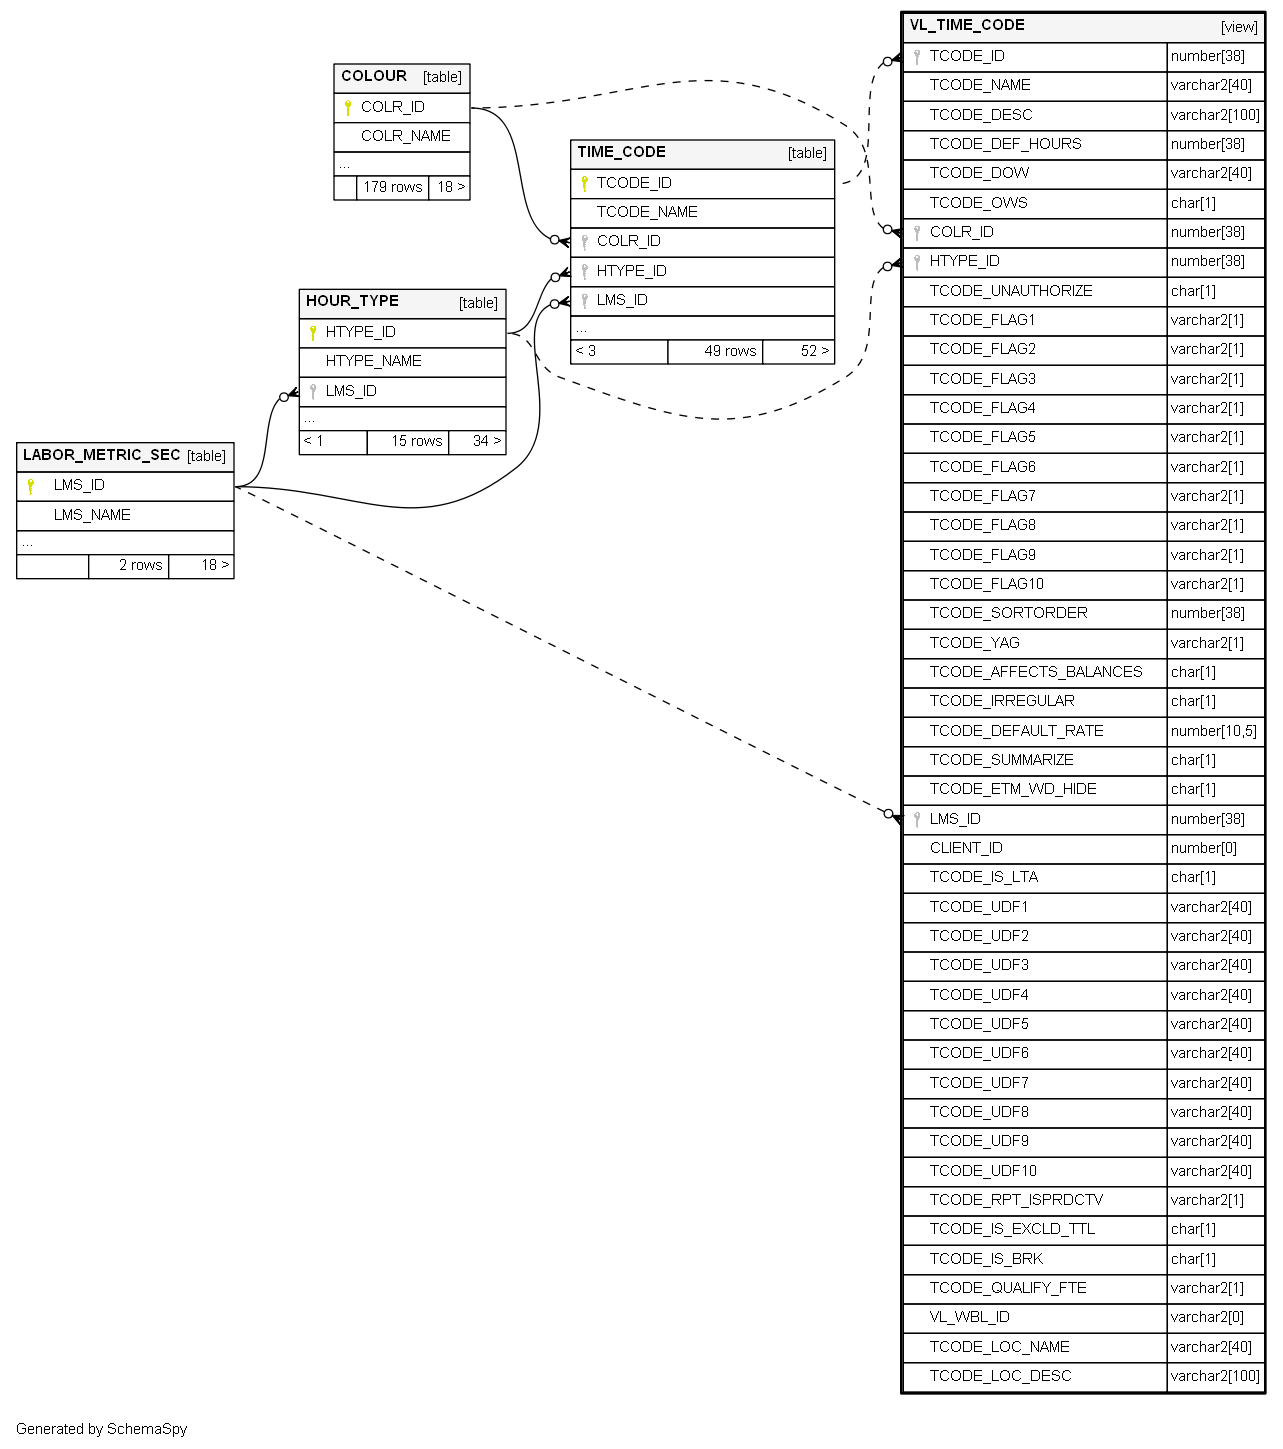 COLOUR [table]
COLR_ID
COLR_NAME
...
179 rows 18 >
TIME_CODE [table]
TCODE_ID
TCODE_NAME
COLR_ID
HTYPE_ID
LMS_ID
...
< 3 49 rows 52 >
HOUR_TYPE [table]
HTYPE_ID
HTYPE_NAME
LMS_ID
...
< 1 15 rows 34 >
LABOR_METRIC_SEC [table]
LMS_ID
LMS_NAME
...
2 rows 18 >
VL_TIME_CODE [view]
TCODE_ID number[38]
TCODE_NAME varchar2[40]
TCODE_DESC varchar2[100]
TCODE_DEF_HOURS number[38]
TCODE_DOW varchar2[40]
TCODE_OWS char[1]
COLR_ID number[38]
HTYPE_ID number[38]
TCODE_UNAUTHORIZE char[1]
TCODE_FLAG1 varchar2[1]
TCODE_FLAG2 varchar2[1]
TCODE_FLAG3 varchar2[1]
TCODE_FLAG4 varchar2[1]
TCODE_FLAG5 varchar2[1]
TCODE_FLAG6 varchar2[1]
TCODE_FLAG7 varchar2[1]
TCODE_FLAG8 varchar2[1]
TCODE_FLAG9 varchar2[1]
TCODE_FLAG10 varchar2[1]
TCODE_SORTORDER number[38]
TCODE_YAG varchar2[1]
TCODE_AFFECTS_BALANCES char[1]
TCODE_IRREGULAR char[1]
TCODE_DEFAULT_RATE number[10,5]
TCODE_SUMMARIZE char[1]
TCODE_ETM_WD_HIDE char[1]
LMS_ID number[38]
CLIENT_ID number[0]
TCODE_IS_LTA char[1]
TCODE_UDF1 varchar2[40]
TCODE_UDF2 varchar2[40]
TCODE_UDF3 varchar2[40]
TCODE_UDF4 varchar2[40]
TCODE_UDF5 varchar2[40]
TCODE_UDF6 varchar2[40]
TCODE_UDF7 varchar2[40]
TCODE_UDF8 varchar2[40]
TCODE_UDF9 varchar2[40]
TCODE_UDF10 varchar2[40]
TCODE_RPT_ISPRDCTV varchar2[1]
TCODE_IS_EXCLD_TTL char[1]
TCODE_IS_BRK char[1]
TCODE_QUALIFY_FTE varchar2[1]
VL_WBL_ID varchar2[0]
TCODE_LOC_NAME varchar2[40]
TCODE_LOC_DESC varchar2[100]
Generated by SchemaSpy